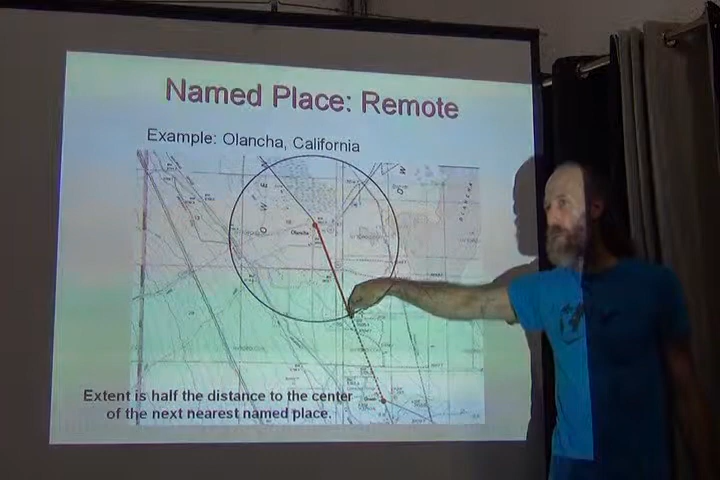 Named Place: Remote
Example: Olancha, California
Olancha
Extent is half the distance to the center
of the next nearest named place.